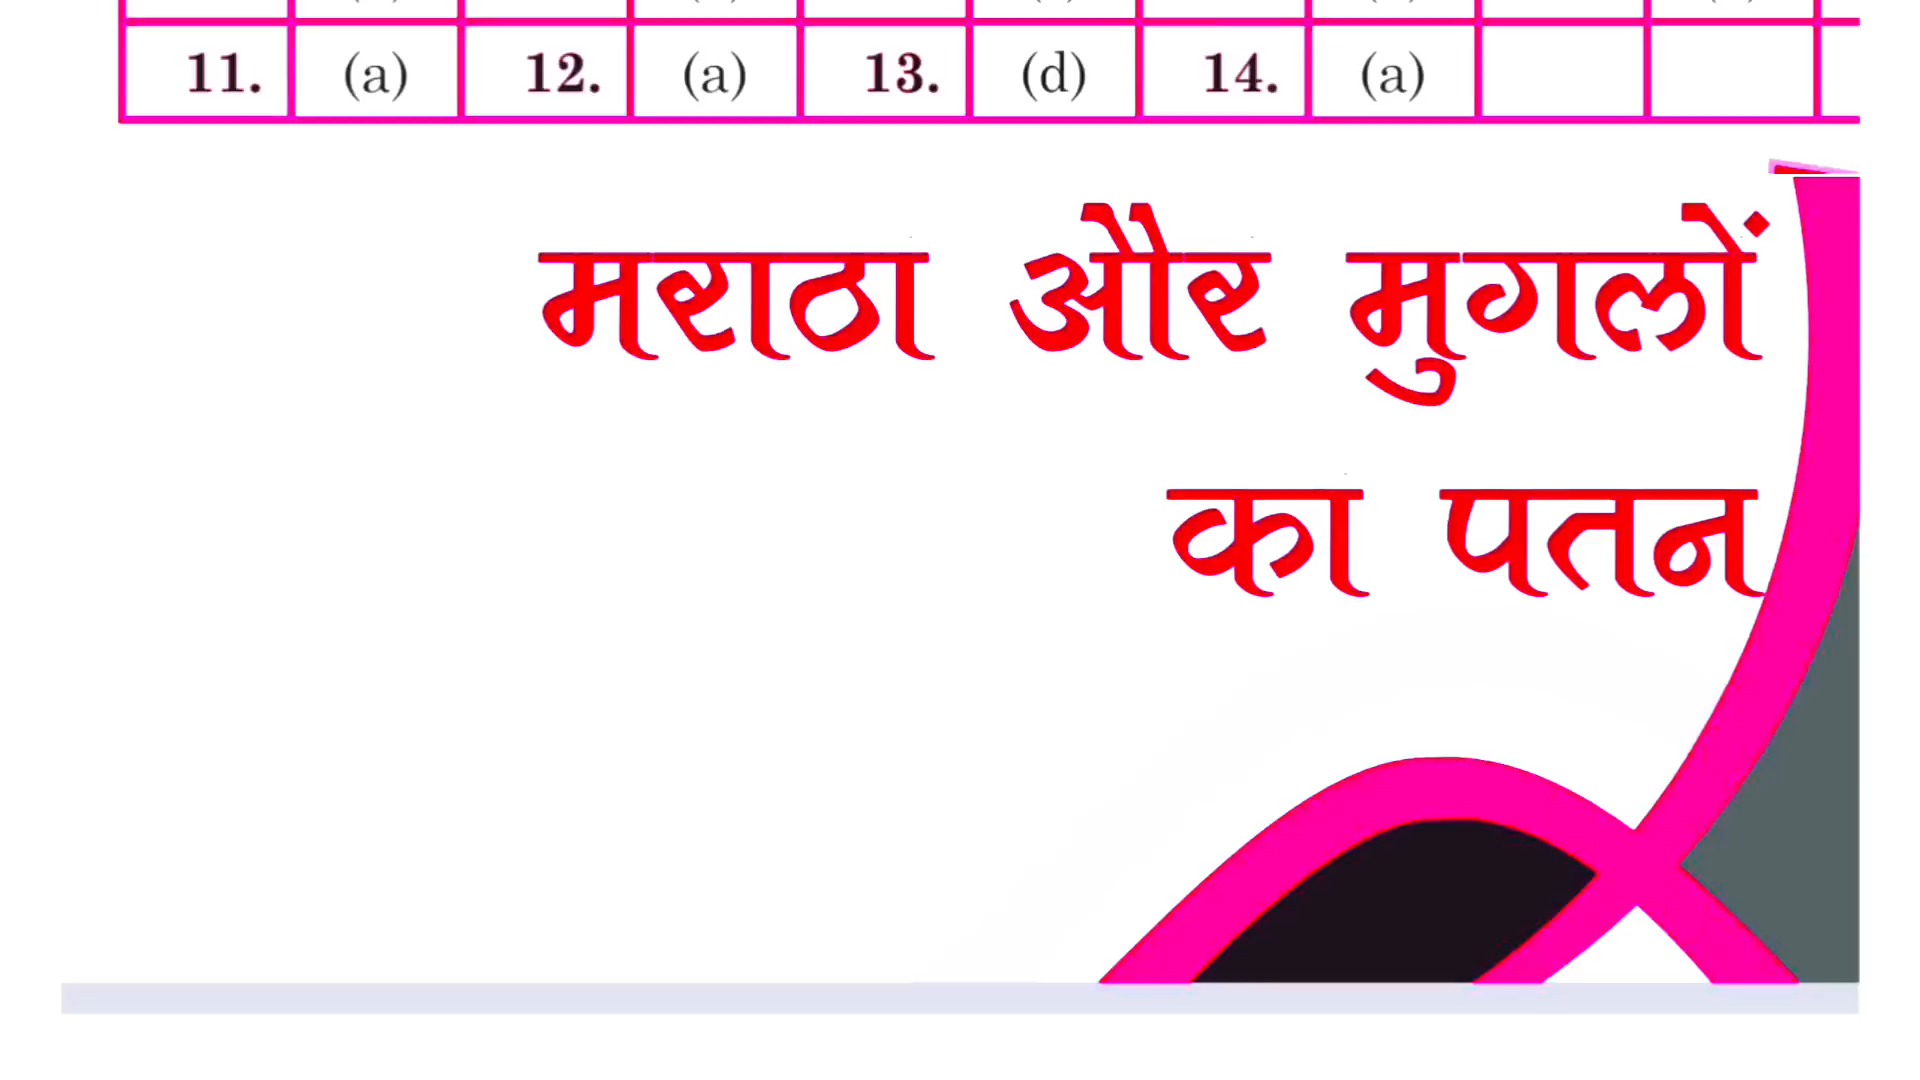 11. (a) 12. (a) 13. (d) 14. (a)
मराठा और मुगलों
का पतन